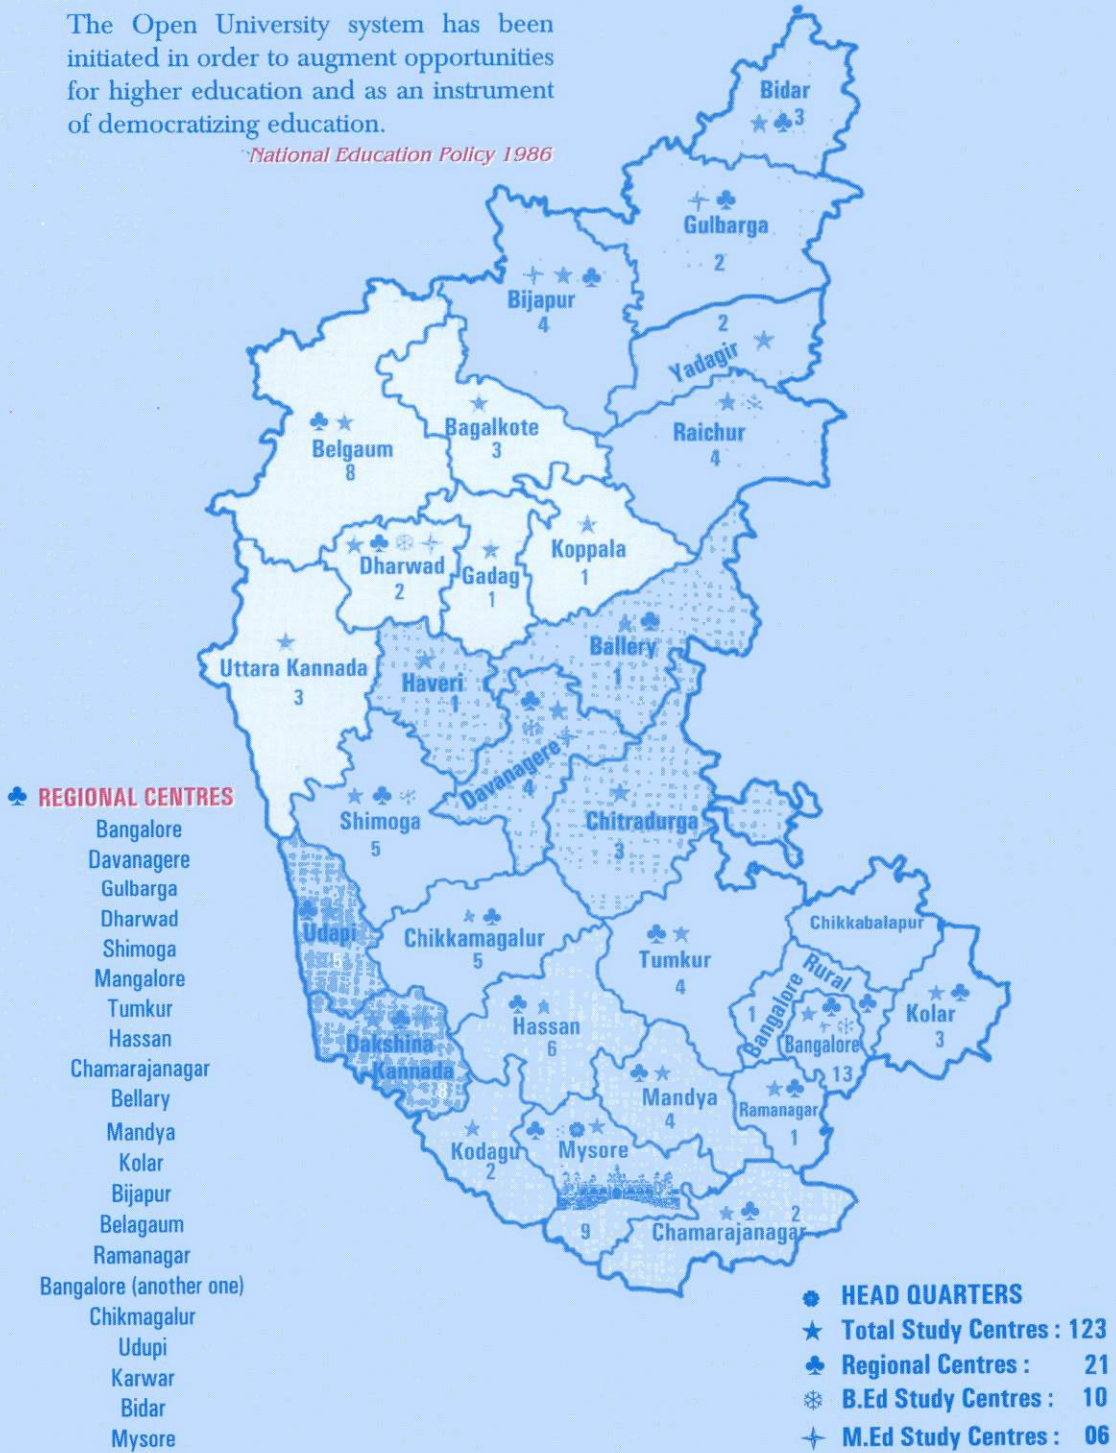 The Open University system has been
initiated in order to augment opportunities
for higher education and as an instrument
of democratizing education.
National Education Policy 1986
Bidar
3
Gulbarga
2
Bijapur
4
2
Yadagir
Raichur
4
Bagalkote
3
Belgaum
8
Koppala
1
Dharwad
2
Gadag
1
Ballery
1
Uttara Kannada
3
Haveri
1
Davanagere
4
Chitradurga
3
Shimoga
5
Udapi
5
Chikkamagalur
5
Tumkur
4
Chikkabalapur
Bangalore Rural
1
Bangalore
13
Kolar
3
Hassan
6
Dakshina
Kannada
8
Mandya
4
Ramanagar
1
Kodagu
2
Mysore
9
Chamarajanagar
2
REGIONAL CENTRES
Bangalore
Davanagere
Gulbarga
Dharwad
Shimoga
Mangalore
Tumkur
Hassan
Chamarajanagar
Bellary
Mandya
Kolar
Bijapur
Belagaum
Ramanagar
Bangalore (another one)
Chikmagalur
Udupi
Karwar
Bidar
Mysore
HEAD QUARTERS
Total Study Centres : 123
Regional Centres : 21
B.Ed Study Centres : 10
M.Ed Study Centres : 06